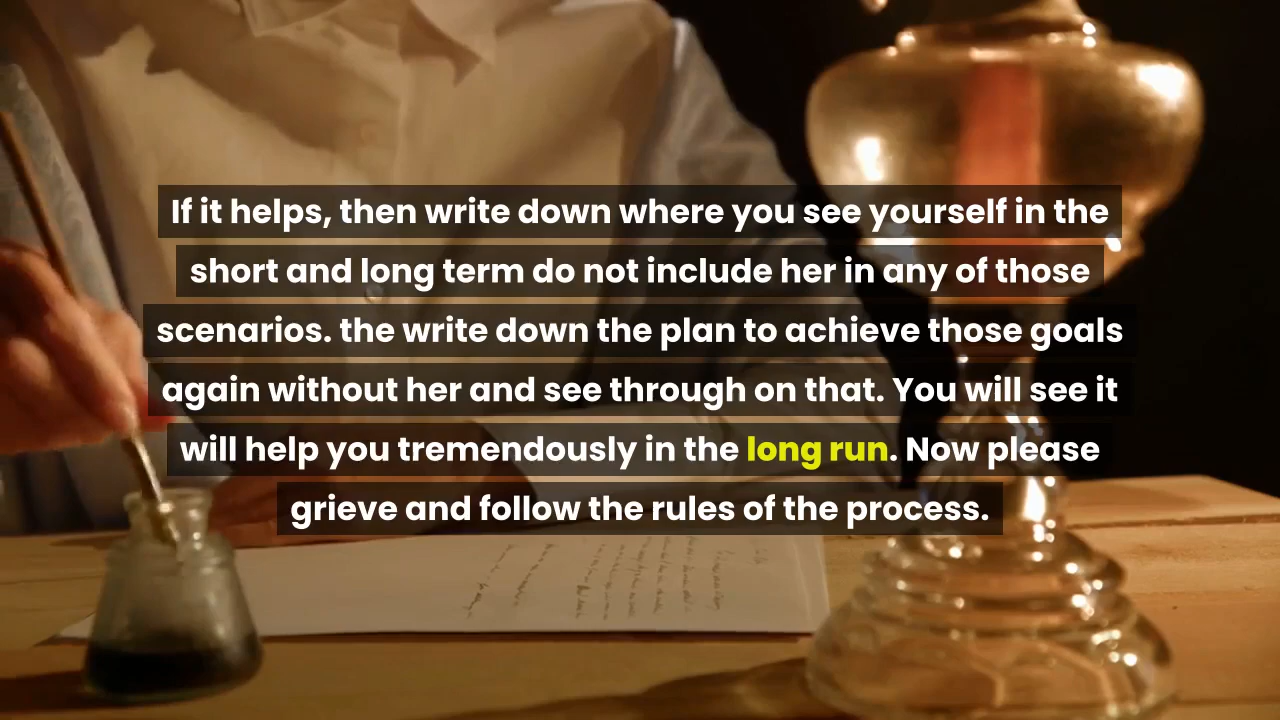 If it helps, then write down where you see yourself in the
short and long term do not include her in any of those
scenarios. the write down the plan to achieve those goals
again without her and see through on that. You will see it
will help you tremendously in the long run. Now please
grieve and follow the rules of the process.